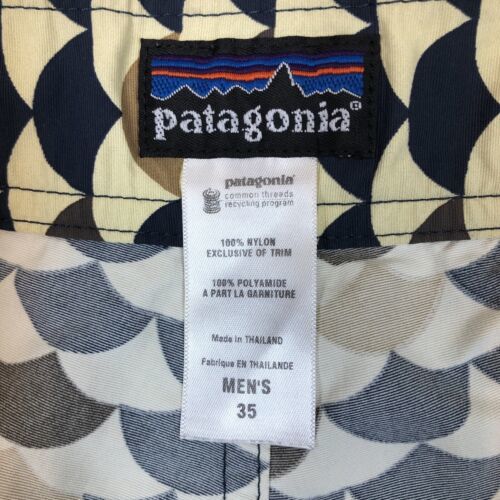 patagonia®
patagonia®
common threads
recycling program
100% NYLON
EXCLUSIVE OF TRIM
100% POLYAMIDE
A PART LA GARNITURE
Made in THAILAND
Fabrique EN THAILANDE
MEN'S
35